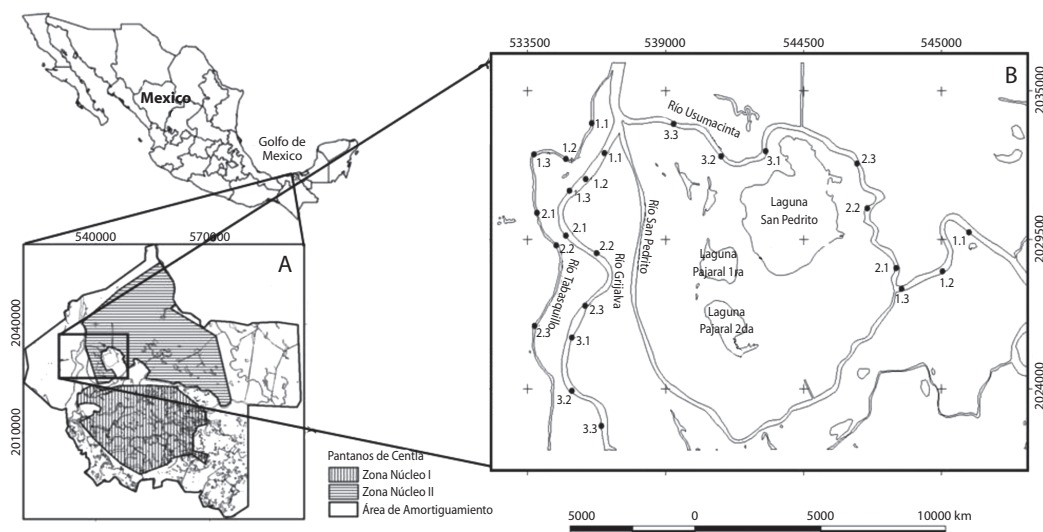 Mexico
Golfo de
Mexico
540000
570000
A
2040000
2010000
Pantanos de Centla
Zona Núcleo I
Zona Núcleo II
Área de Amortiguamiento
533500
539000
544500
545000
B
2035000
2029500
2024000
Río Usumacinta
Río San Pedrito
Río Grijalva
Río Tabasquillo
Laguna
San Pedrito
Laguna
Pajaral 1ra
Laguna
Pajaral 2da
1.1
1.2
1.3
2.1
2.2
2.3
1.1
1.2
1.3
2.1
2.2
2.3
3.1
3.2
3.3
3.3
3.2
3.1
2.3
2.2
2.1
1.3
1.2
1.1
5000
0
5000
10000 km